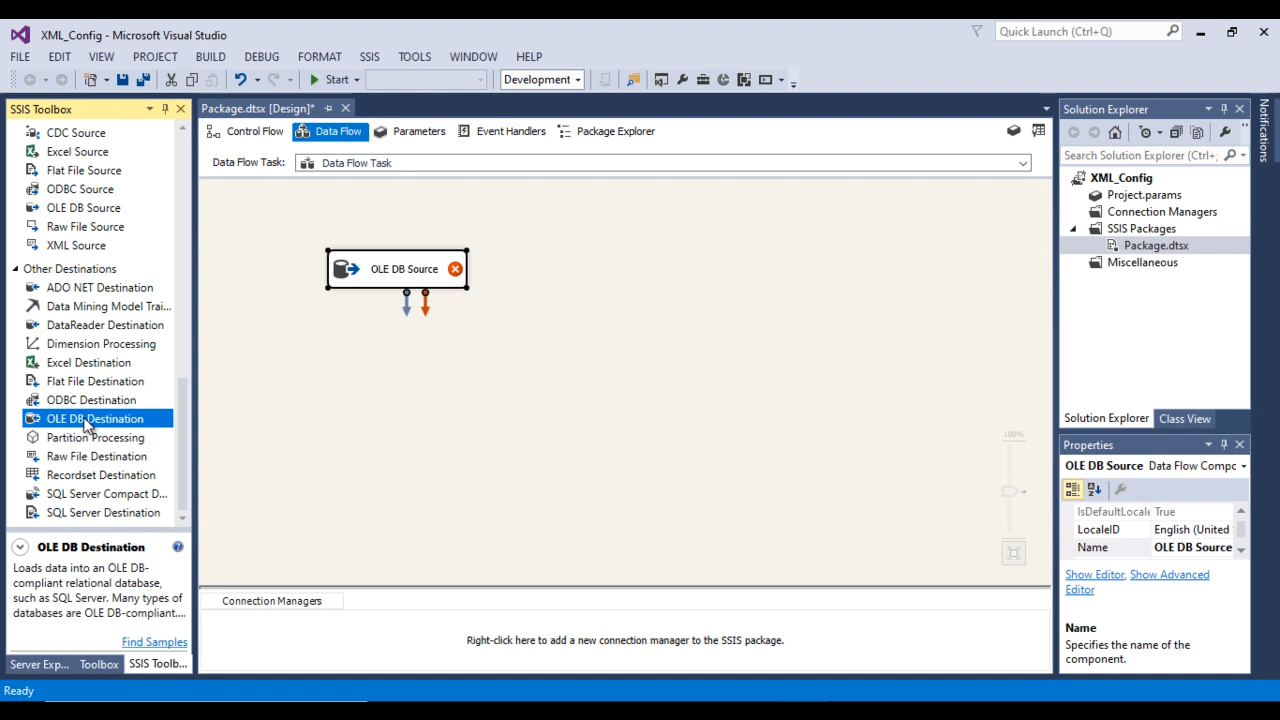 XML_Config - Microsoft Visual Studio
Quick Launch (Ctrl+Q)
FILE EDIT VIEW PROJECT BUILD DEBUG FORMAT SSIS TOOLS WINDOW HELP
Start Development
SSIS Toolbox
CDC Source
Excel Source
Flat File Source
ODBC Source
OLE DB Source
Raw File Source
XML Source
Other Destinations
ADO NET Destination
Data Mining Model Trai...
DataReader Destination
Dimension Processing
Excel Destination
Flat File Destination
ODBC Destination
OLE DB Destination
Partition Processing
Raw File Destination
Recordset Destination
SQL Server Compact D...
SQL Server Destination
OLE DB Destination
Loads data into an OLE DB-
compliant relational database,
such as SQL Server. Many types of
databases are OLE DB-compliant....
Find Samples
Server Exp... Toolbox SSIS Toolb...
Package.dtsx [Design]*
Control Flow Data Flow Parameters Event Handlers Package Explorer
Data Flow Task: Data Flow Task
OLE DB Source
100%
Connection Managers
Right-click here to add a new connection manager to the SSIS package.
Solution Explorer
Search Solution Explorer (Ctrl+;
XML_Config
Project.params
Connection Managers
SSIS Packages
Package.dtsx
Miscellaneous
Solution Explorer Class View
Properties
OLE DB Source Data Flow Compo
IsDefaultLocale True
LocaleID English (United
Name OLE DB Source
Show Editor, Show Advanced
Editor
Name
Specifies the name of the
component.
Notifications
Ready